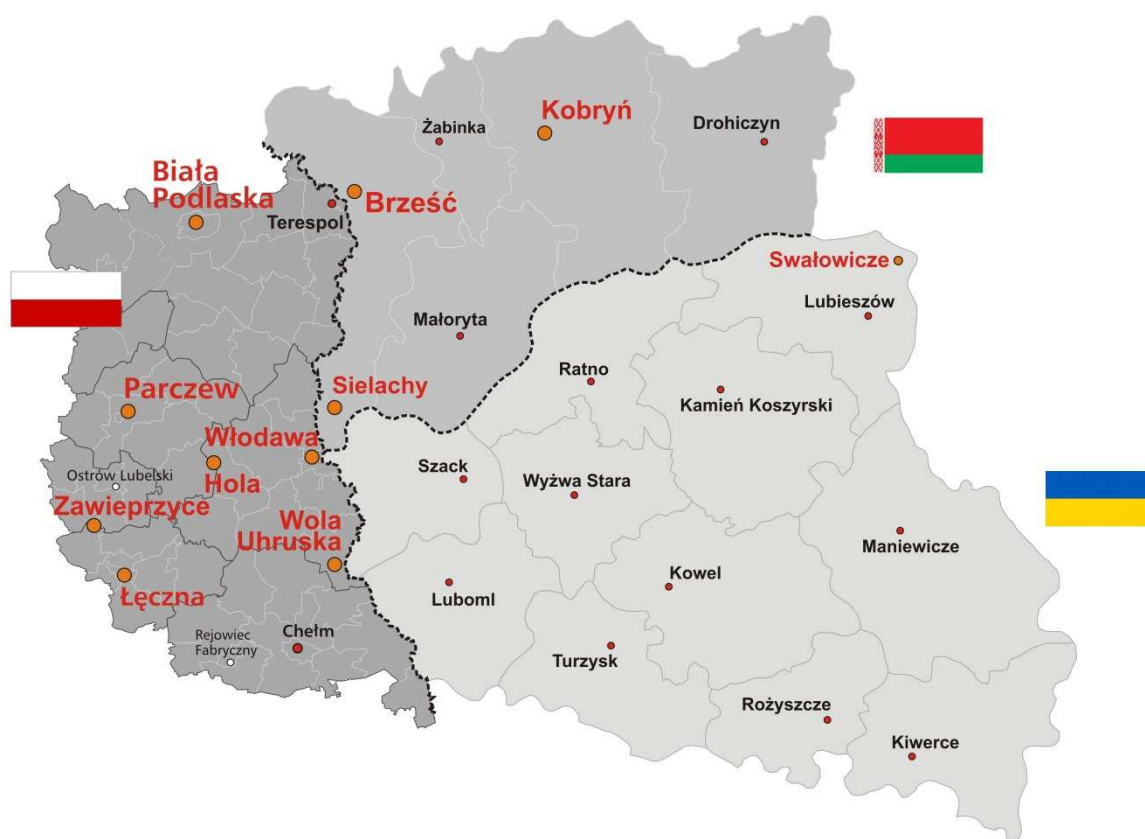 Kobryń
Żabinka
Drohiczyn
Biała
Podlaska
Brześć
Terespol
Swałowicze
Lubieszów
Małoryta
Ratno
Kamień Koszyrski
Parczew
Sielachy
Włodawa
Szack
Ostrów Lubelski
Hola
Wyżwa Stara
Zawieprzyce
Wola
Uhruska
Maniewicze
Kowel
Łęczna
Luboml
Rejowiec
Fabryczny
Chełm
Turzysk
Rożyszcze
Kiwerce